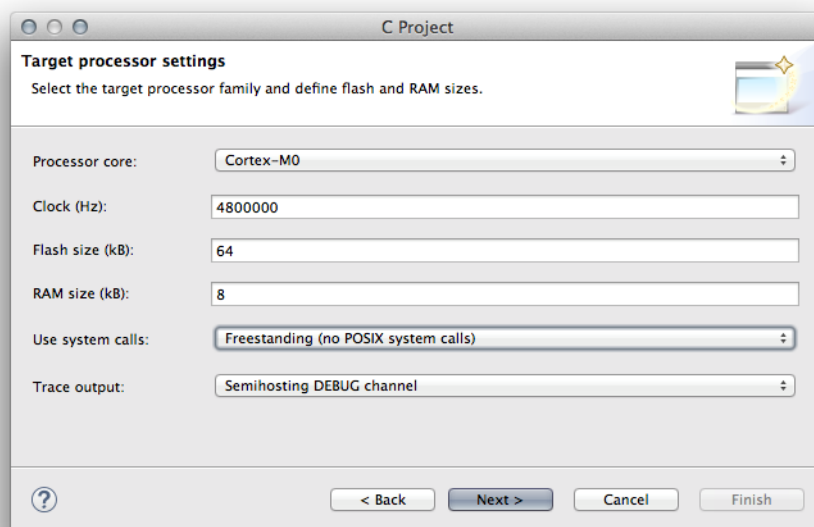 C Project
Target processor settings
Select the target processor family and define flash and RAM sizes.
Processor core: Cortex-M0
Clock (Hz): 4800000
Flash size (kB): 64
RAM size (kB): 8
Use system calls: Freestanding (no POSIX system calls)
Trace output: Semihosting DEBUG channel
? < Back Next > Cancel Finish